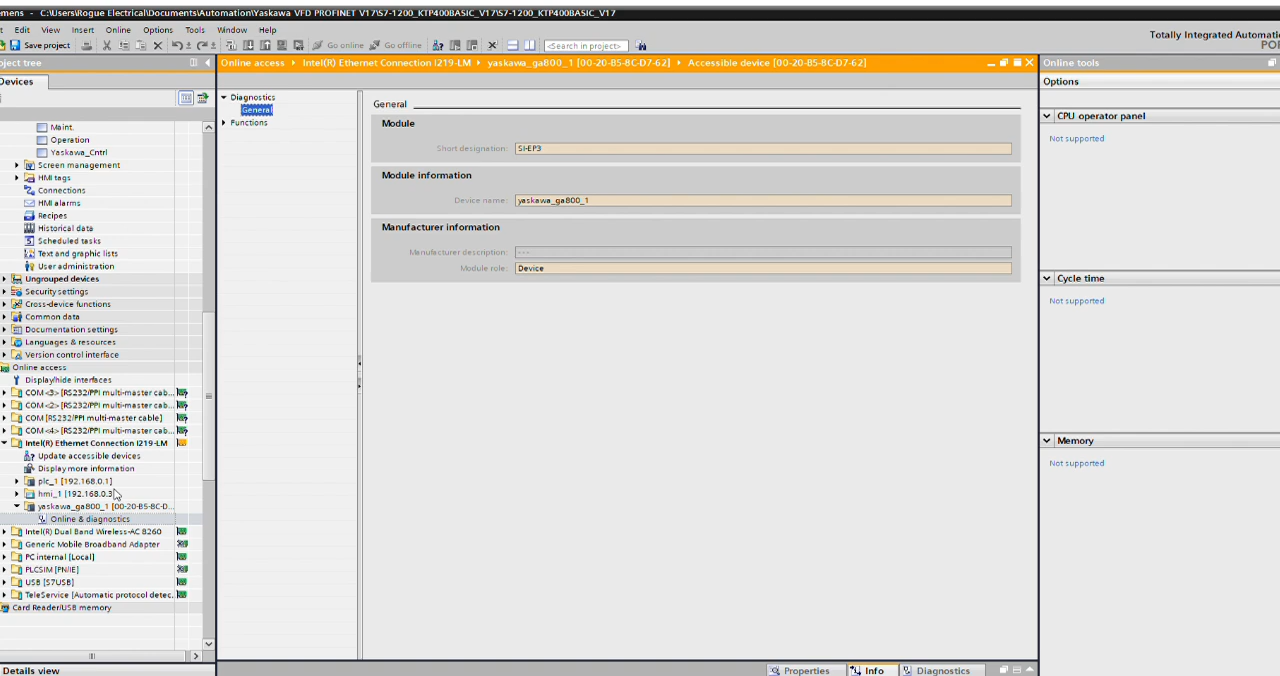 emens - C:\Users\Rogue Electrical\Documents\Automation\Yaskawa VFD PROFINET V17\S7-1200_KTP400BASIC_V17\S7-1200_KTP400BASIC_V17
t Edit View Insert Online Options Tools Window Help
Totally Integrated Automatic
PO
Save project
Go online
Go offline
<Search in project>
oject tree
Devices
Maint.
Operation
Yaskawa_Cntrl
Screen management
HMI tags
Connections
HMI alarms
Recipes
Historical data
Scheduled tasks
Text and graphic lists
User administration
Ungrouped devices
Security settings
Cross-device functions
Common data
Documentation settings
Languages & resources
Version control interface
Online access
Display/hide interfaces
COM <3> [RS232/PPI multi-master cab...
COM <2> [RS232/PPI multi-master cab...
COM [RS232/PPI multi-master cable]
COM <4> [RS232/PPI multi-master cab...
Intel(R) Ethernet Connection I219-LM
Update accessible devices
Display more information
plc_1 [192.168.0.1]
hmi_1 [192.168.0.3]
yaskawa_ga800_1 [00-20-B5-8C-D...
Online & diagnostics
Intel(R) Dual Band Wireless-AC 8260
Generic Mobile Broadband Adapter
PC internal [Local]
PLCSIM [PN/IE]
USB [S7USB]
TeleService [Automatic protocol detec...
Card Reader/USB memory
Details view
Online access › Intel(R) Ethernet Connection I219-LM › yaskawa_ga800_1 [00-20-B5-8C-D7-62] › Accessible device [00-20-B5-8C-D7-62]
Diagnostics
General
Functions
General
Module
Short designation: SI-EP3
Module information
Device name: yaskawa_ga800_1
Manufacturer information
Manufacturer description: ---
Module role: Device
Properties
Info
Diagnostics
Online tools
Options
CPU operator panel
Not supported
Cycle time
Not supported
Memory
Not supported